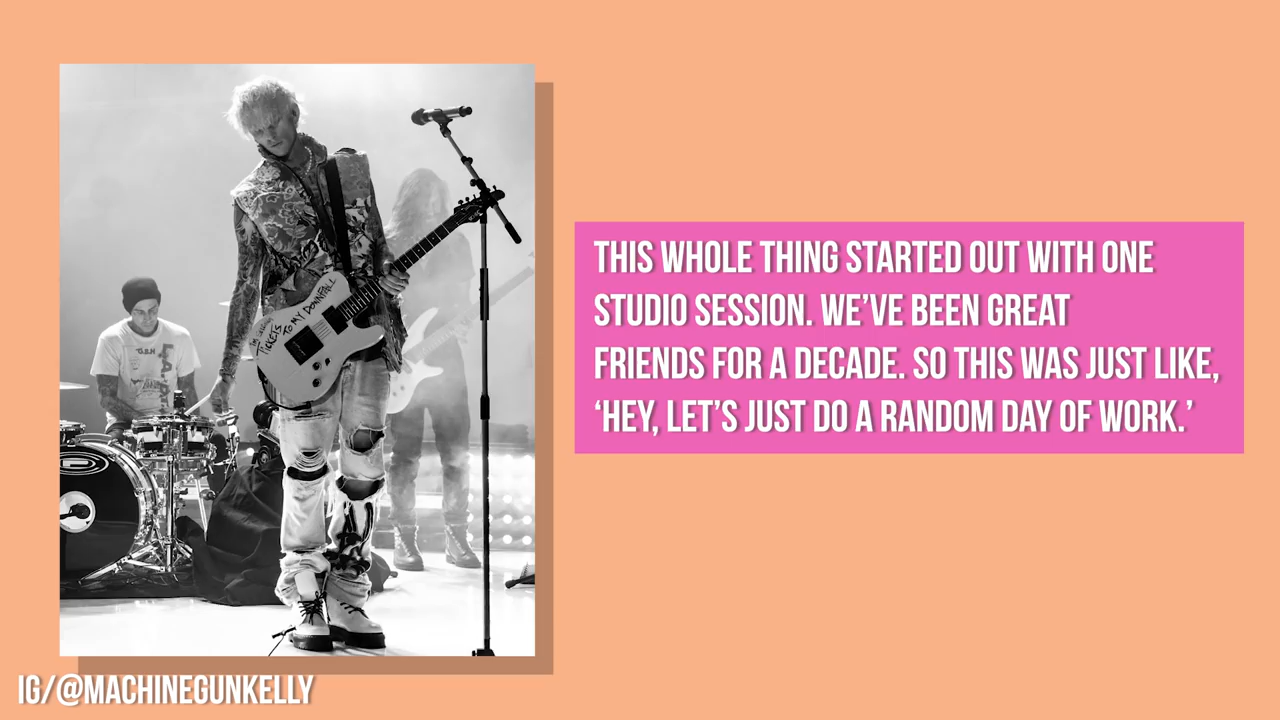 THIS WHOLE THING STARTED OUT WITH ONE
STUDIO SESSION. WE'VE BEEN GREAT
FRIENDS FOR A DECADE. SO THIS WAS JUST LIKE,
‘HEY, LET’S JUST DO A RANDOM DAY OF WORK.’
TICKETS
TO MY DOWNFALL
IG/@MACHINEGUNKELLY